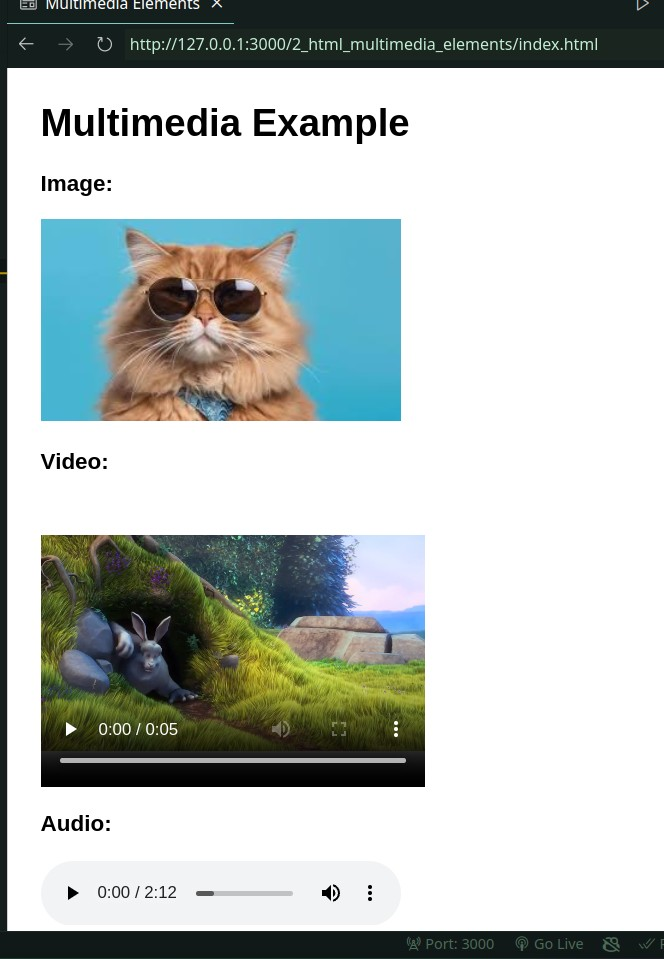 Multimedia Elements
http://127.0.0.1:3000/2_html_multimedia_elements/index.html
Multimedia Example
Image:
Video:
0:00 / 0:05
Audio:
0:00 / 2:12
Port: 3000 Go Live